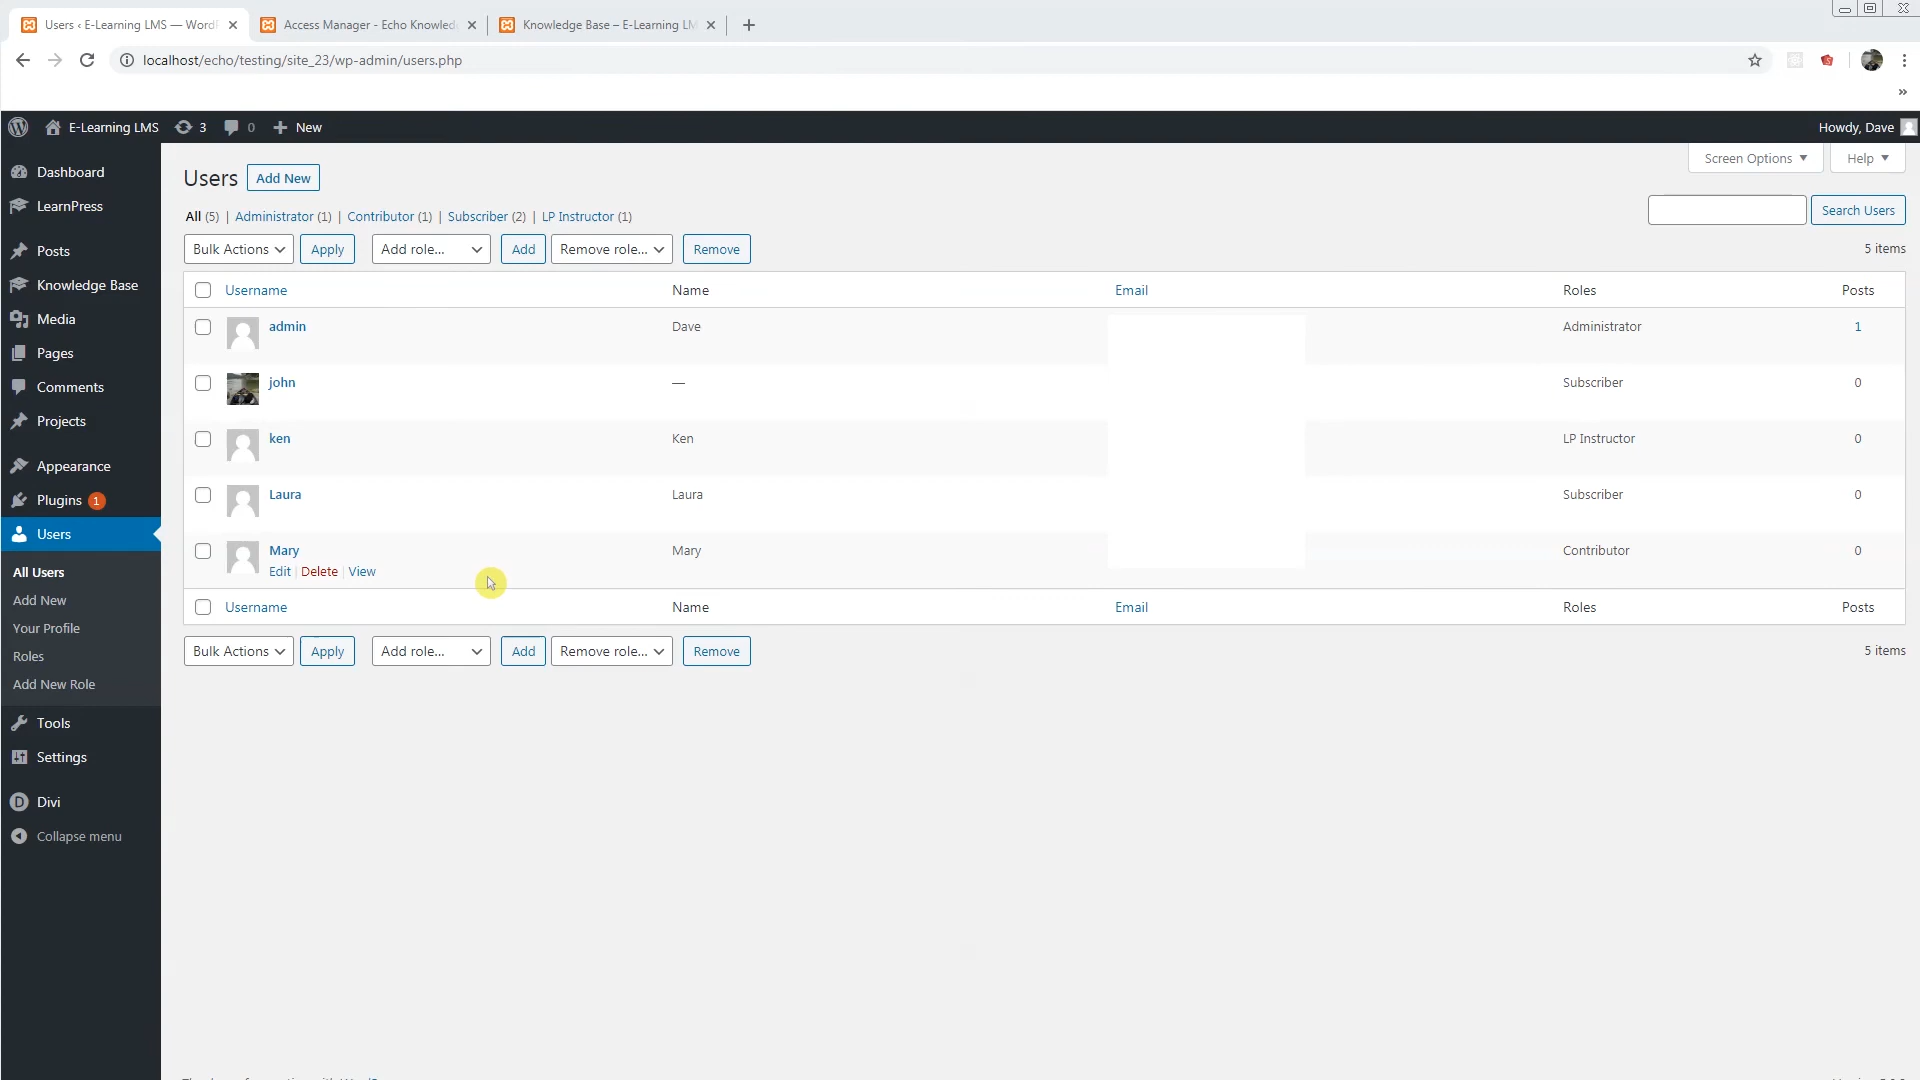 Users ‹ E-Learning LMS — WordP
Access Manager - Echo Knowled
Knowledge Base – E-Learning LM
localhost/echo/testing/site_23/wp-admin/users.php
»
E-Learning LMS 3 0 New
Howdy, Dave
Screen Options Help
Dashboard
LearnPress
Posts
Knowledge Base
Media
Pages
Comments
Projects
Appearance
Plugins 1
Users
All Users
Add New
Your Profile
Roles
Add New Role
Tools
Settings
D Divi
Collapse menu
Users Add New
All (5) | Administrator (1) | Contributor (1) | Subscriber (2) | LP Instructor (1)
Search Users
Bulk Actions Apply Add role... Add Remove role... Remove 5 items
Username Name Email Roles Posts
admin Dave Administrator 1
john — Subscriber 0
ken Ken LP Instructor 0
Laura Laura Subscriber 0
Mary Mary Contributor 0
Edit | Delete | View
Username Name Email Roles Posts
Bulk Actions Apply Add role... Add Remove role... Remove 5 items